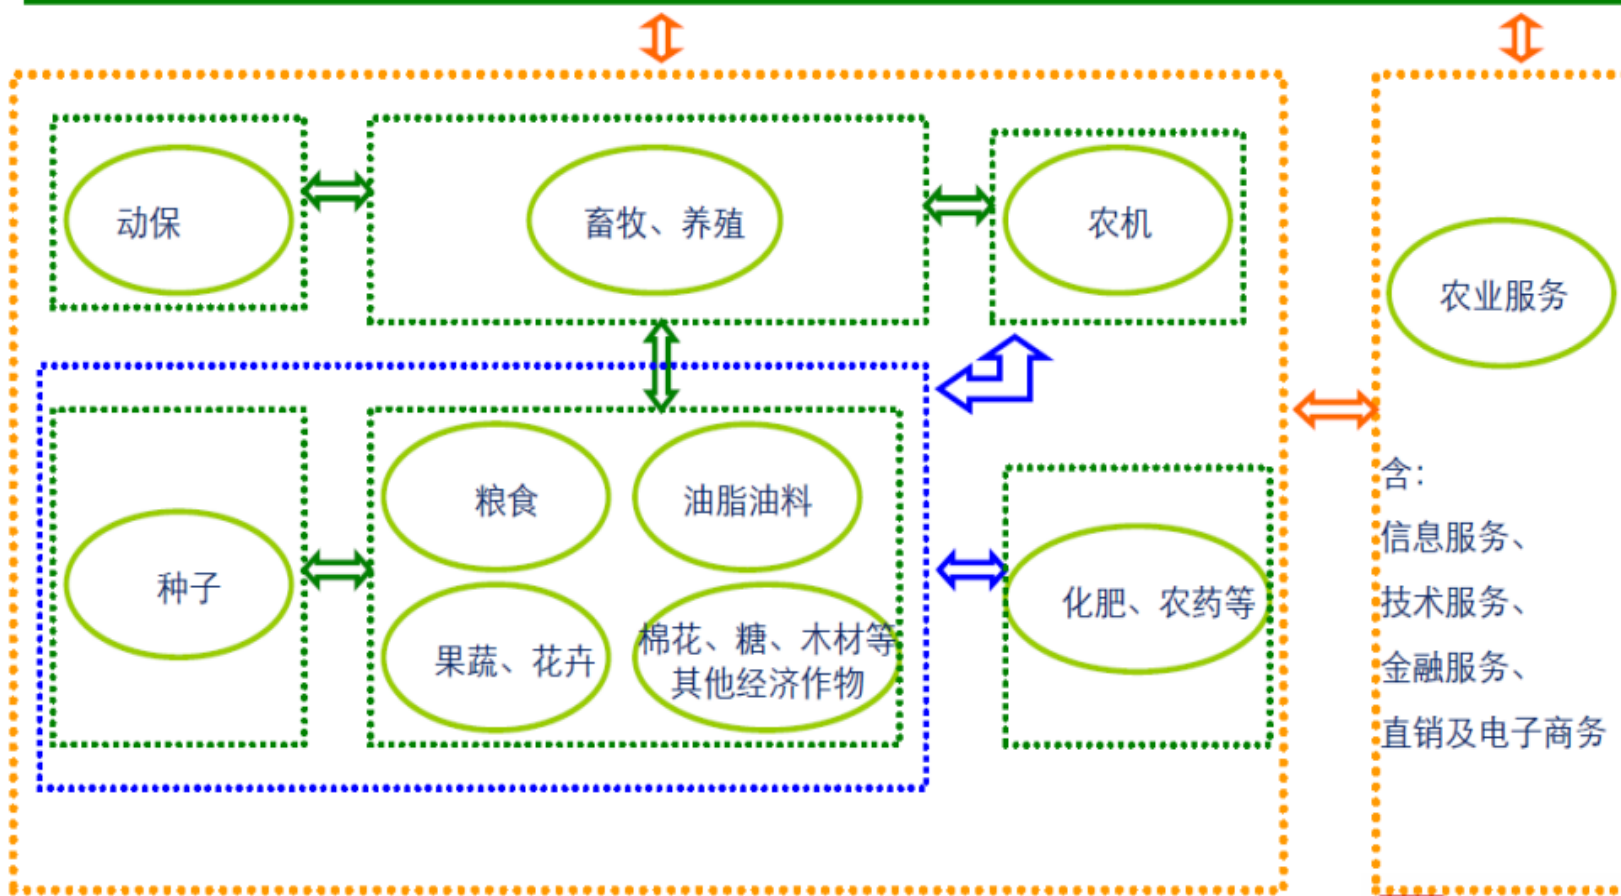 动保
畜牧、养殖
农机
农业服务
种子
粮食
油脂油料
果蔬、花卉
棉花、糖、木材等
其他经济作物
化肥、农药等
含：
信息服务、
技术服务、
金融服务、
直销及电子商务